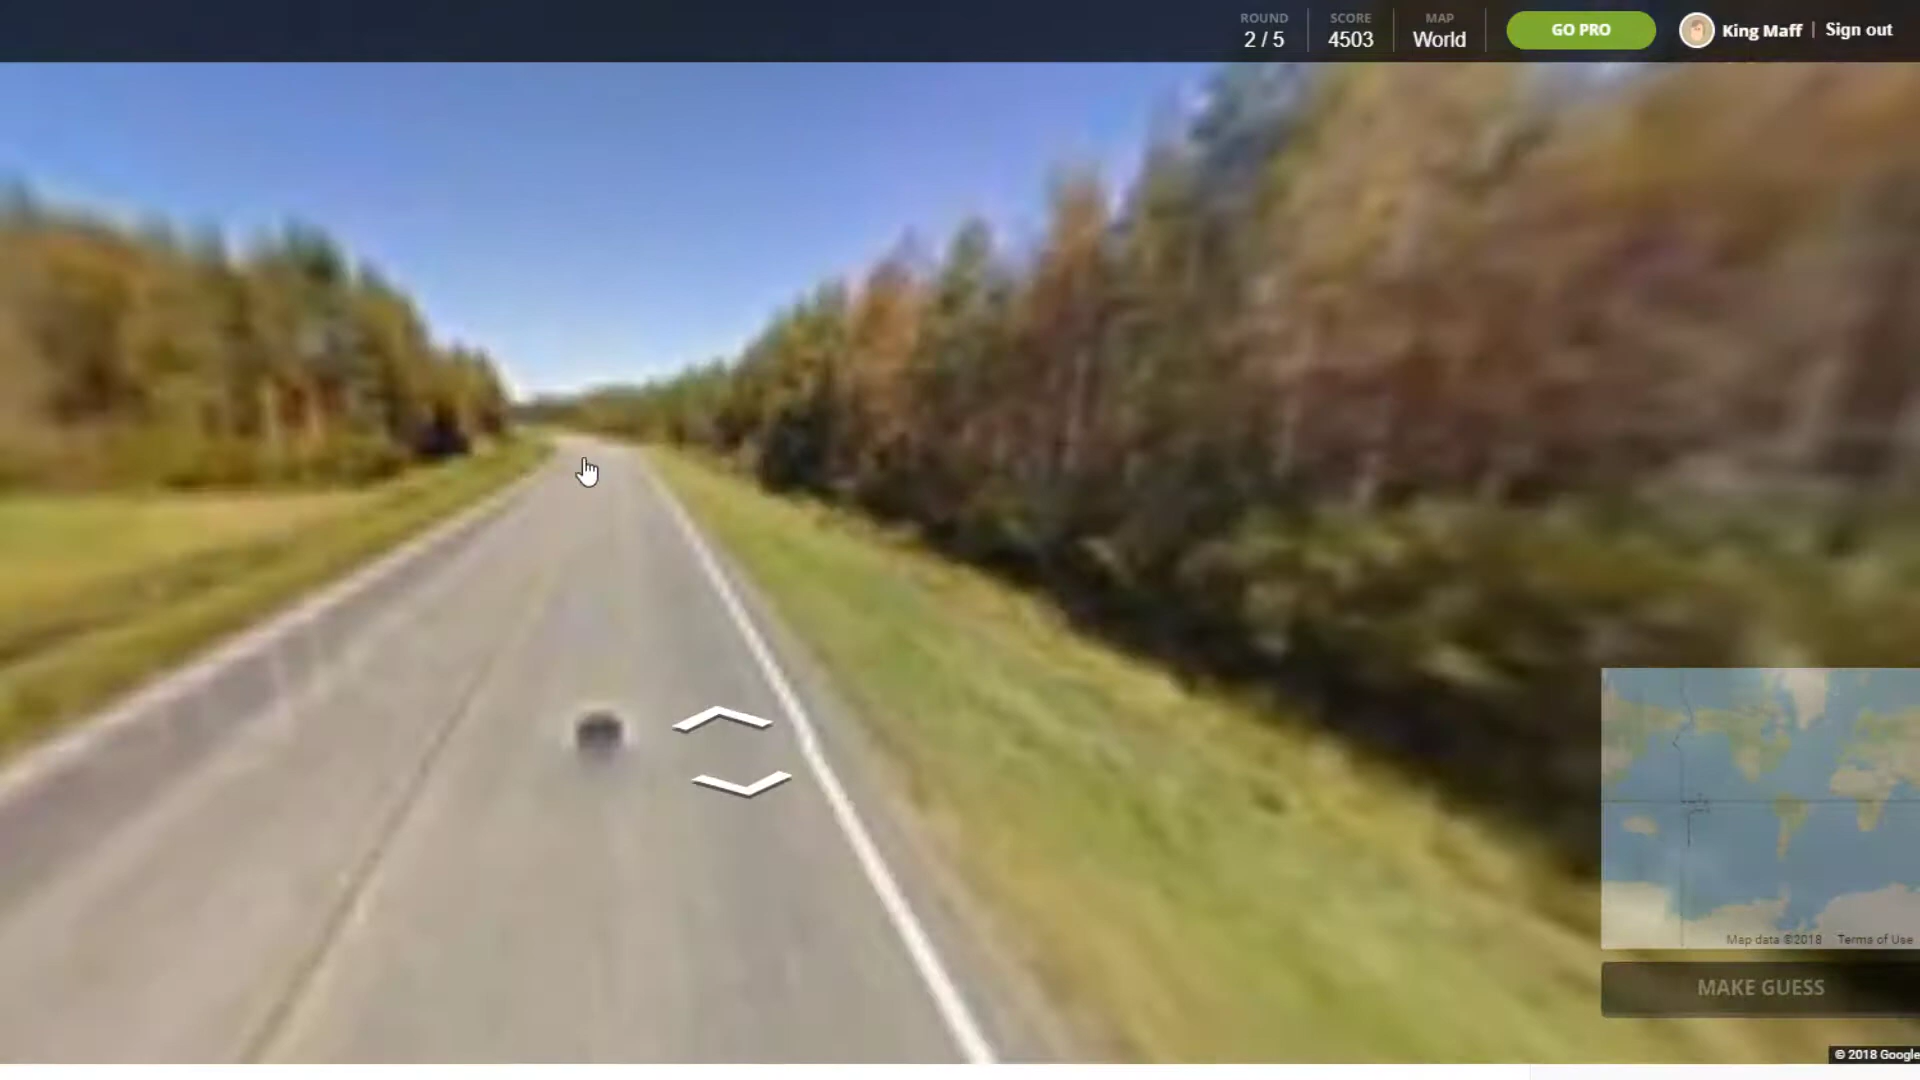 ROUND
2 / 5
SCORE
4503
MAP
World
GO PRO
King Maff | Sign out
Map data ©2018 Terms of Use
MAKE GUESS
© 2018 Google